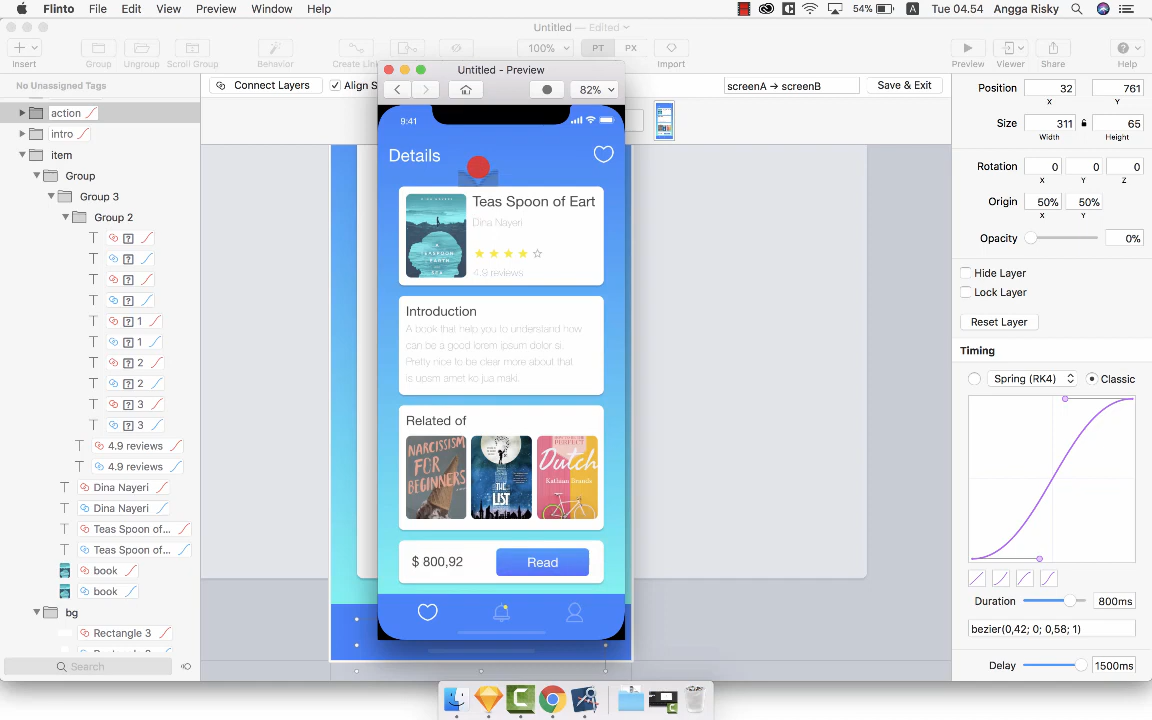 Flinto File Edit View Preview Window Help 54% A Tue 04.54 Angga Risky
Untitled — Edited
100% PT PX
Insert Group Ungroup Scroll Group Behavior Create Link Import Preview Viewer Share Help
No Unassigned Tags
Connect Layers
Align S
screenA → screenB
Save & Exit
action
intro
item
Group
Group 3
Group 2
T ?
T ?
T ?
T ?
T ? 1
T ? 1
T ? 2
T ? 2
T ? 3
T ? 3
T 4.9 reviews
T 4.9 reviews
T Dina Nayeri
T Dina Nayeri
T Teas Spoon of...
T Teas Spoon of...
book
book
bg
Rectangle 3
Search
Untitled - Preview
82%
9:41
Details
Teas Spoon of Eart
Dina Nayeri
4.9 reviews
Introduction
A book that help you to understand how
can be a good lorem ipsum dolor si.
Pretty nice to be clear more about that
is upsm amet ko jua maki.
Related of
NARCISSISM
FOR
BEGINNERS
THE
LIST
PERFECT
Dutch
$ 800,92
Read
Position 32 761
X Y
Size 311 65
Width Height
Rotation 0 0 0
X Y Z
Origin 50% 50%
X Y
Opacity 0%
Hide Layer
Lock Layer
Reset Layer
Timing
Spring (RK4) Classic
Duration 800ms
bezier(0,42; 0; 0,58; 1)
Delay 1500ms